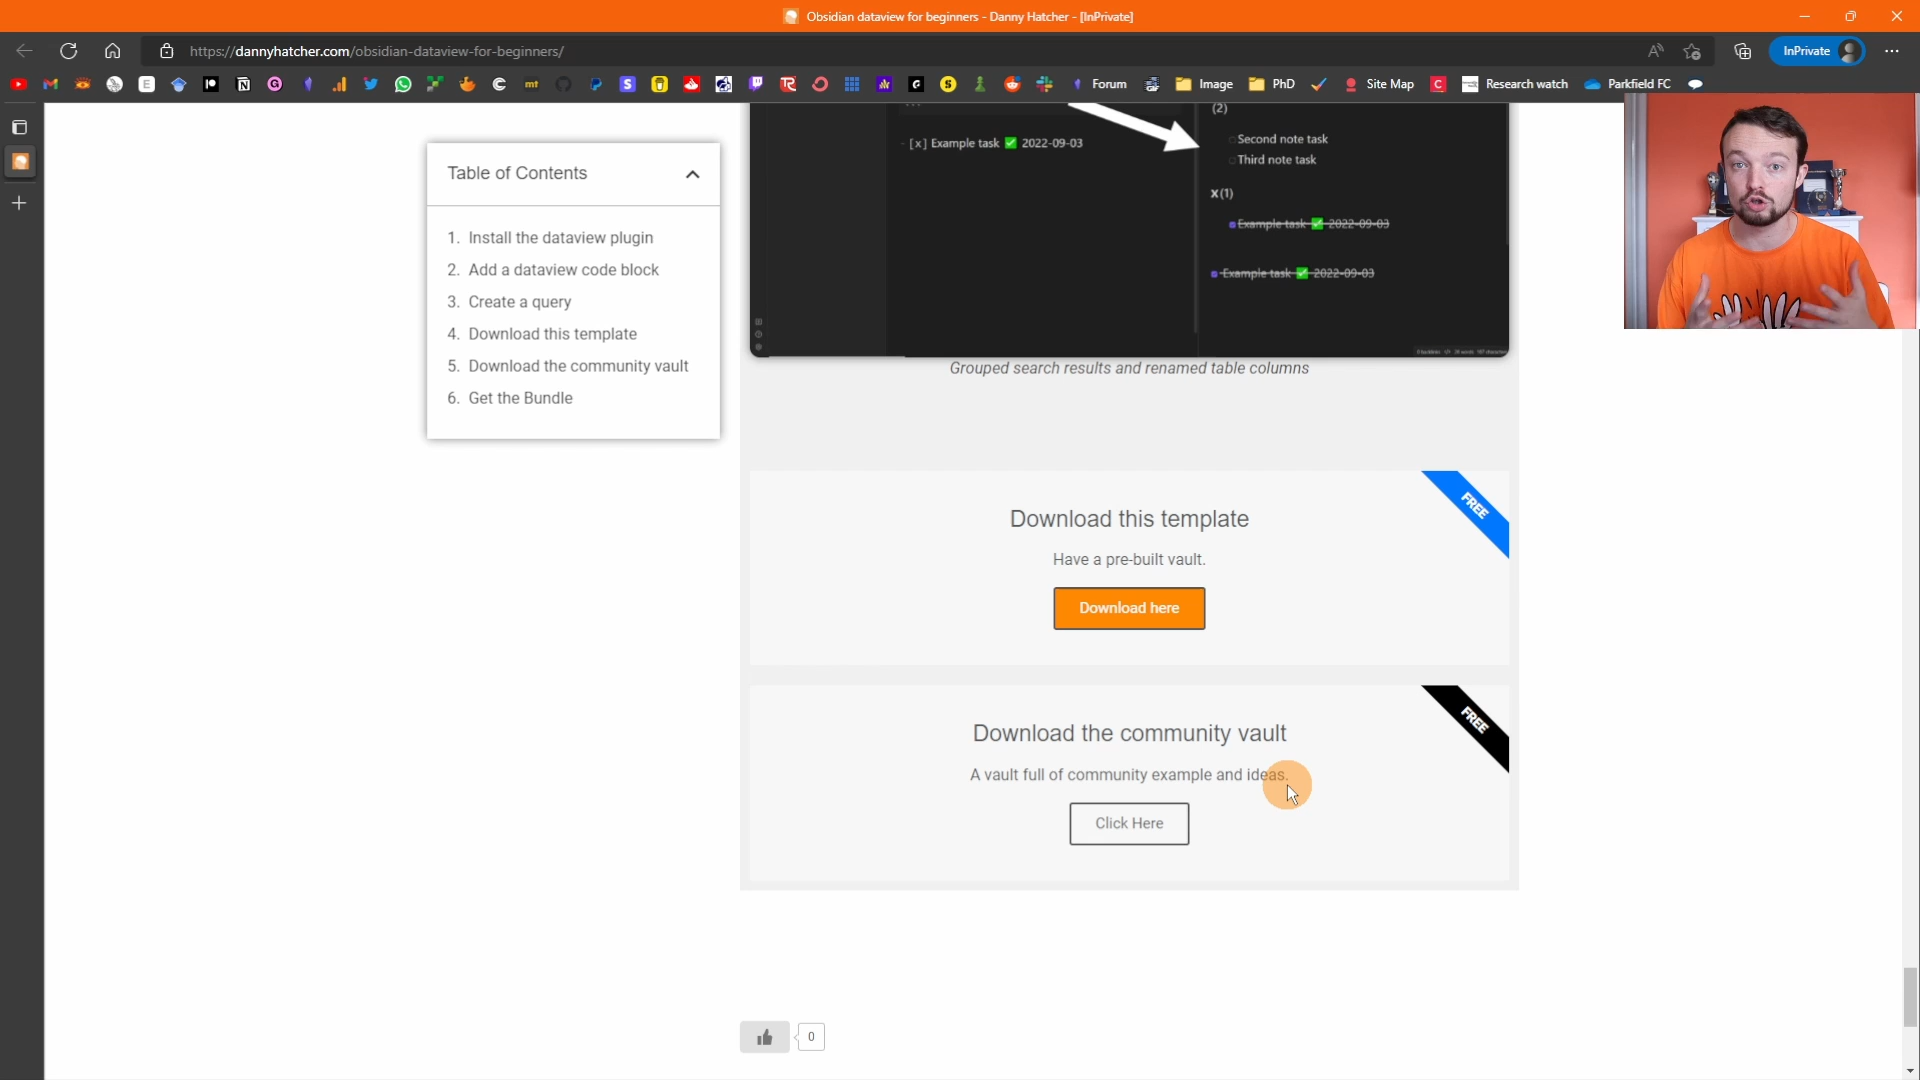 Obsidian dataview for beginners - Danny Hatcher - [InPrivate]
https://dannyhatcher.com/obsidian-dataview-for-beginners/
InPrivate
Forum
Image
PhD
Site Map
Research watch
Parkfield FC
Table of Contents
1. Install the dataview plugin
2. Add a dataview code block
3. Create a query
4. Download this template
5. Download the community vault
6. Get the Bundle
- [x] Example task ✅ 2022-09-03
(2)
Second note task
Third note task
x (1)
Example task ✅ 2022-09-03
Example task ✅ 2022-09-03
Grouped search results and renamed table columns
FREE
Download this template
Have a pre-built vault.
Download here
FREE
Download the community vault
A vault full of community example and ideas.
Click Here
0